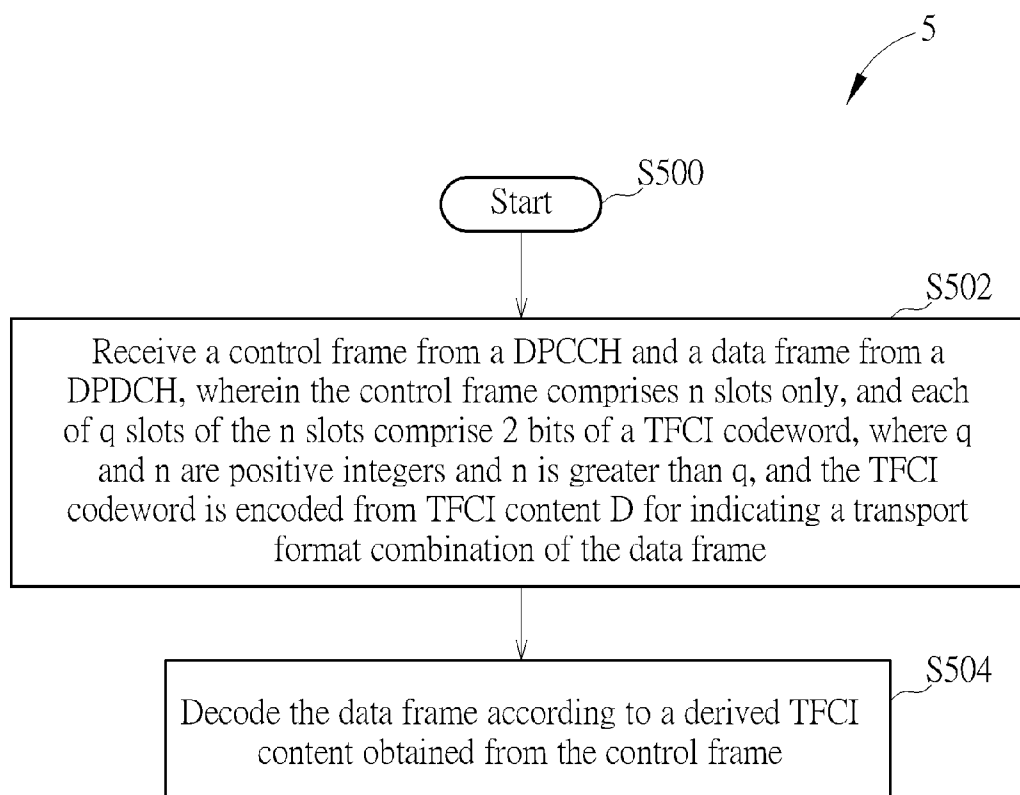 5
S500
Start
S502
Receive a control frame from a DPCCH and a data frame from a
DPDCH, wherein the control frame comprises n slots only, and each
of q slots of the n slots comprise 2 bits of a TFCI codeword, where q
and n are positive integers and n is greater than q, and the TFCI
codeword is encoded from TFCI content D for indicating a transport
format combination of the data frame
S504
Decode the data frame according to a derived TFCI
content obtained from the control frame